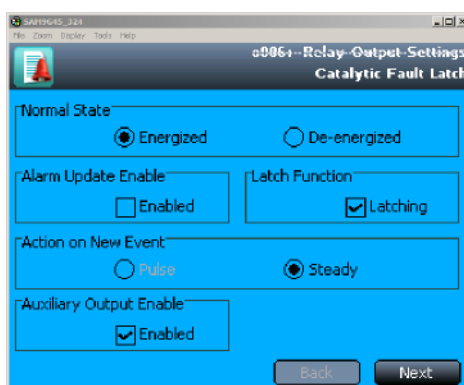 SAM9G45_324
File Zoom Display Tools Help
Relay Output Settings
Catalytic Fault Latch
Normal State
Energized
De-energized
Alarm Update Enable
Enabled
Latch Function
Latching
Action on New Event
Pulse
Steady
Auxiliary Output Enable
Enabled
Back
Next